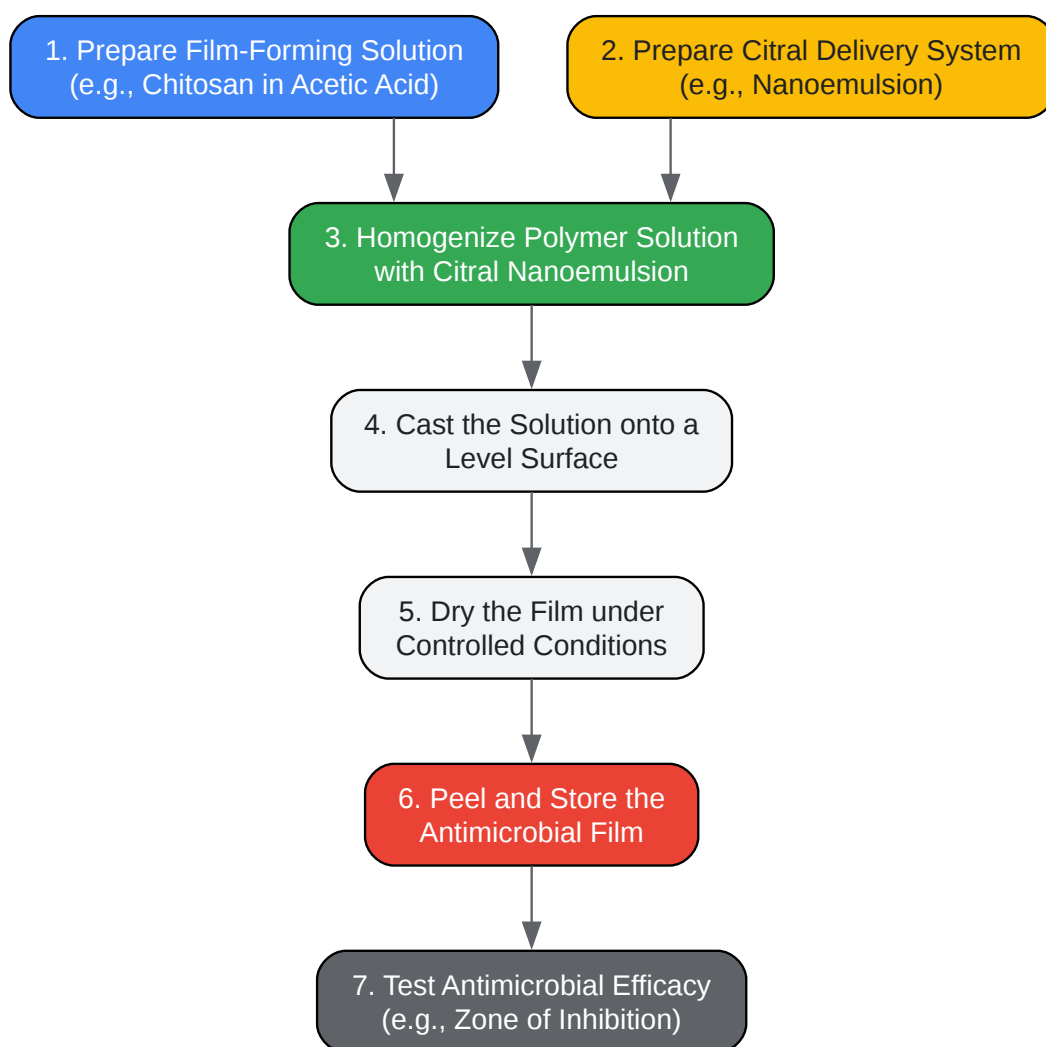 1. Prepare Film-Forming Solution
(e.g., Chitosan in Acetic Acid)
2. Prepare Citral Delivery System
(e.g., Nanoemulsion)
3. Homogenize Polymer Solution
with Citral Nanoemulsion
4. Cast the Solution onto a
Level Surface
5. Dry the Film under
Controlled Conditions
6. Peel and Store the
Antimicrobial Film
7. Test Antimicrobial Efficacy
(e.g., Zone of Inhibition)